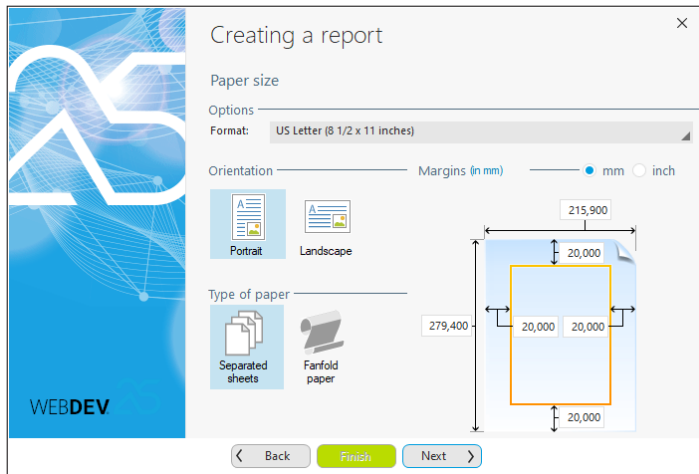 Creating a report
Paper size
Options
Format: US Letter (8 1/2 x 11 inches)
Orientation
Margins (in mm) mm inch
Portrait Landscape
215,900
20,000
279,400
20,000 20,000
20,000
Type of paper
Separated sheets
Fanfold paper
WEBDEV 25
Back Finish Next